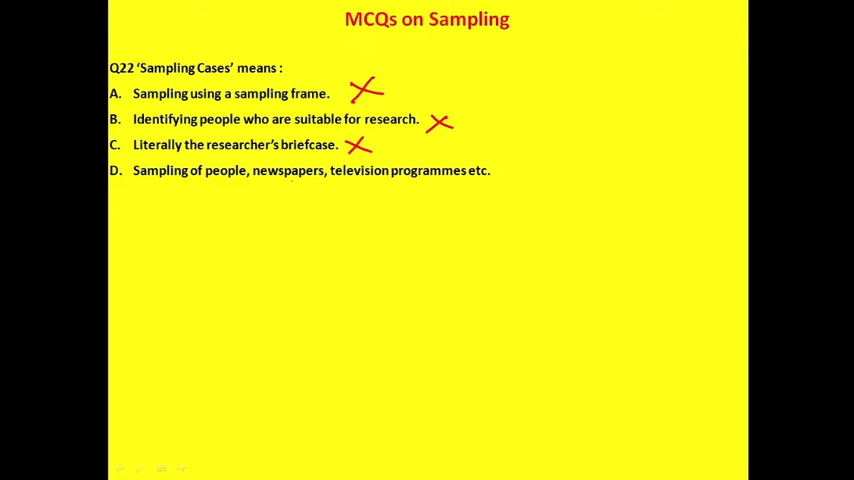 MCQs on Sampling
Q22 ‘Sampling Cases’ means :
A. Sampling using a sampling frame.
B. Identifying people who are suitable for research.
C. Literally the researcher’s briefcase.
D. Sampling of people, newspapers, television programmes etc.